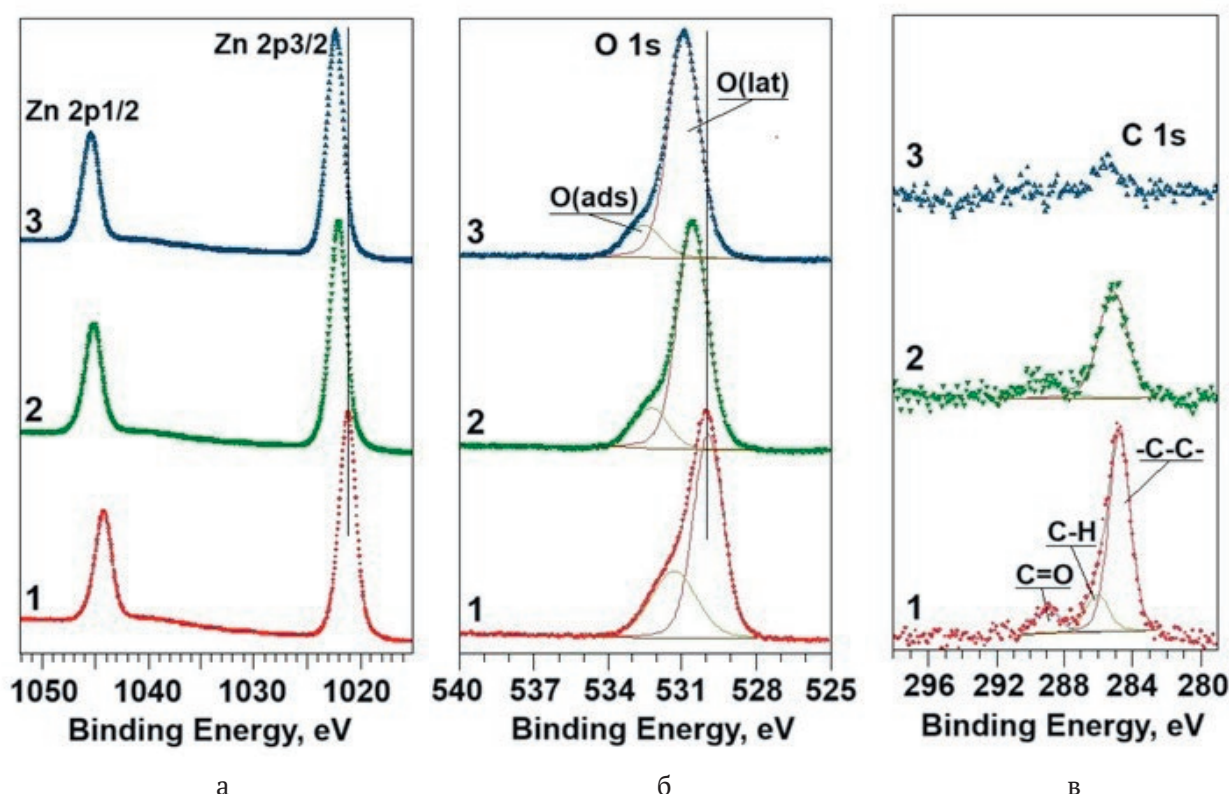 Zn 2p3/2
Zn 2p1/2
3
2
1
1050 1040 1030 1020
Binding Energy, eV
а
O 1s
O(lat)
O(ads)
3
2
1
540 537 534 531 528 525
Binding Energy, eV
б
C 1s
3
2
-C-C-
C-H
C=O
1
296 292 288 284 280
Binding Energy, eV
в